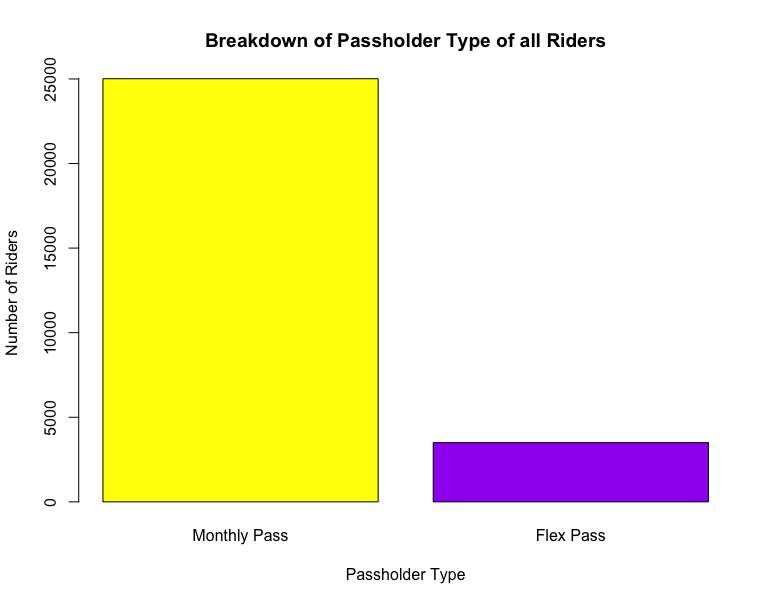 Breakdown of Passholder Type of all Riders
Number of Riders
25000
20000
15000
10000
5000
0
Monthly Pass
Flex Pass
Passholder Type